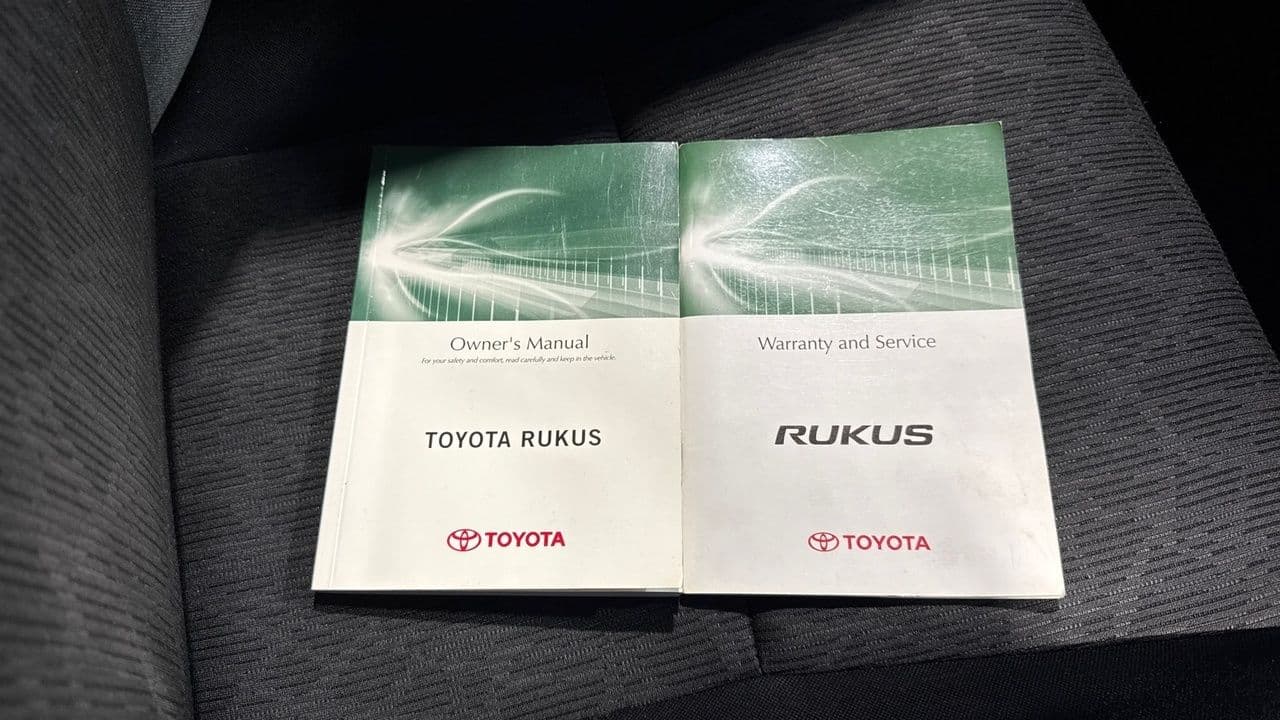 Owner's Manual
For your safety and comfort, read carefully and keep in the vehicle.
TOYOTA RUKUS
TOYOTA
Warranty and Service
RUKUS
TOYOTA